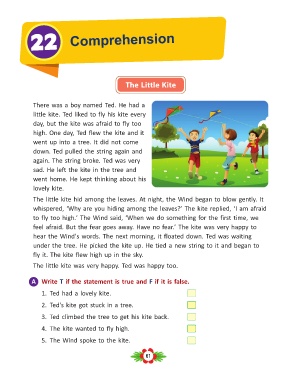 22 Comprehension
The Little Kite
There was a boy named Ted. He had a
little kite. Ted liked to fly his kite every
day, but the kite was afraid to fly too
high. One day, Ted flew the kite and it
went up into a tree. It did not come
down. Ted pulled the string again and
again. The string broke. Ted was very
sad. He left the kite in the tree and
went home. He kept thinking about his
lovely kite.
The little kite hid among the leaves. At night, the Wind began to blow gently. It
whispered, 'Why are you hiding among the leaves?' The kite replied, 'I am afraid
to fly too high.' The Wind said, 'When we do something for the first time, we
feel afraid. But the fear goes away. Have no fear.' The kite was very happy to
hear the Wind's words. The next morning, it floated down. Ted was waiting
under the tree. He picked the kite up. He tied a new string to it and began to
fly it. The kite flew high up in the sky.
The little kite was very happy. Ted was happy too.
A Write T if the statement is true and F if it is false.
1. Ted had a lovely kite.
2. Ted's kite got stuck in a tree.
3. Ted climbed the tree to get his kite back.
4. The kite wanted to fly high.
5. The Wind spoke to the kite.
61